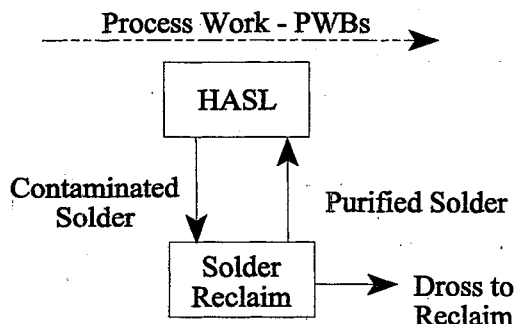 Process Work - PWBs
HASL
Contaminated
Solder
Purified Solder
Solder
Reclaim
Dross to
Reclaim